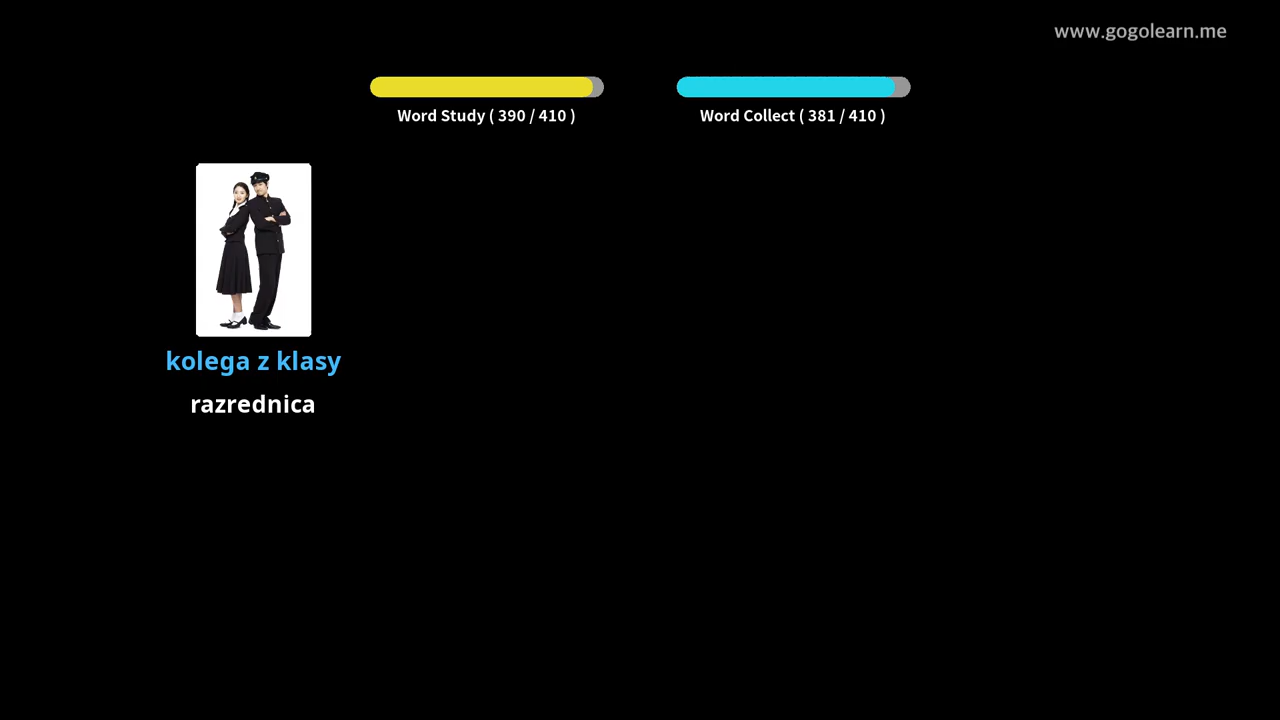 www.gogolearn.me
Word Study ( 390 / 410 )
Word Collect ( 381 / 410 )
kolega z klasy
razrednica